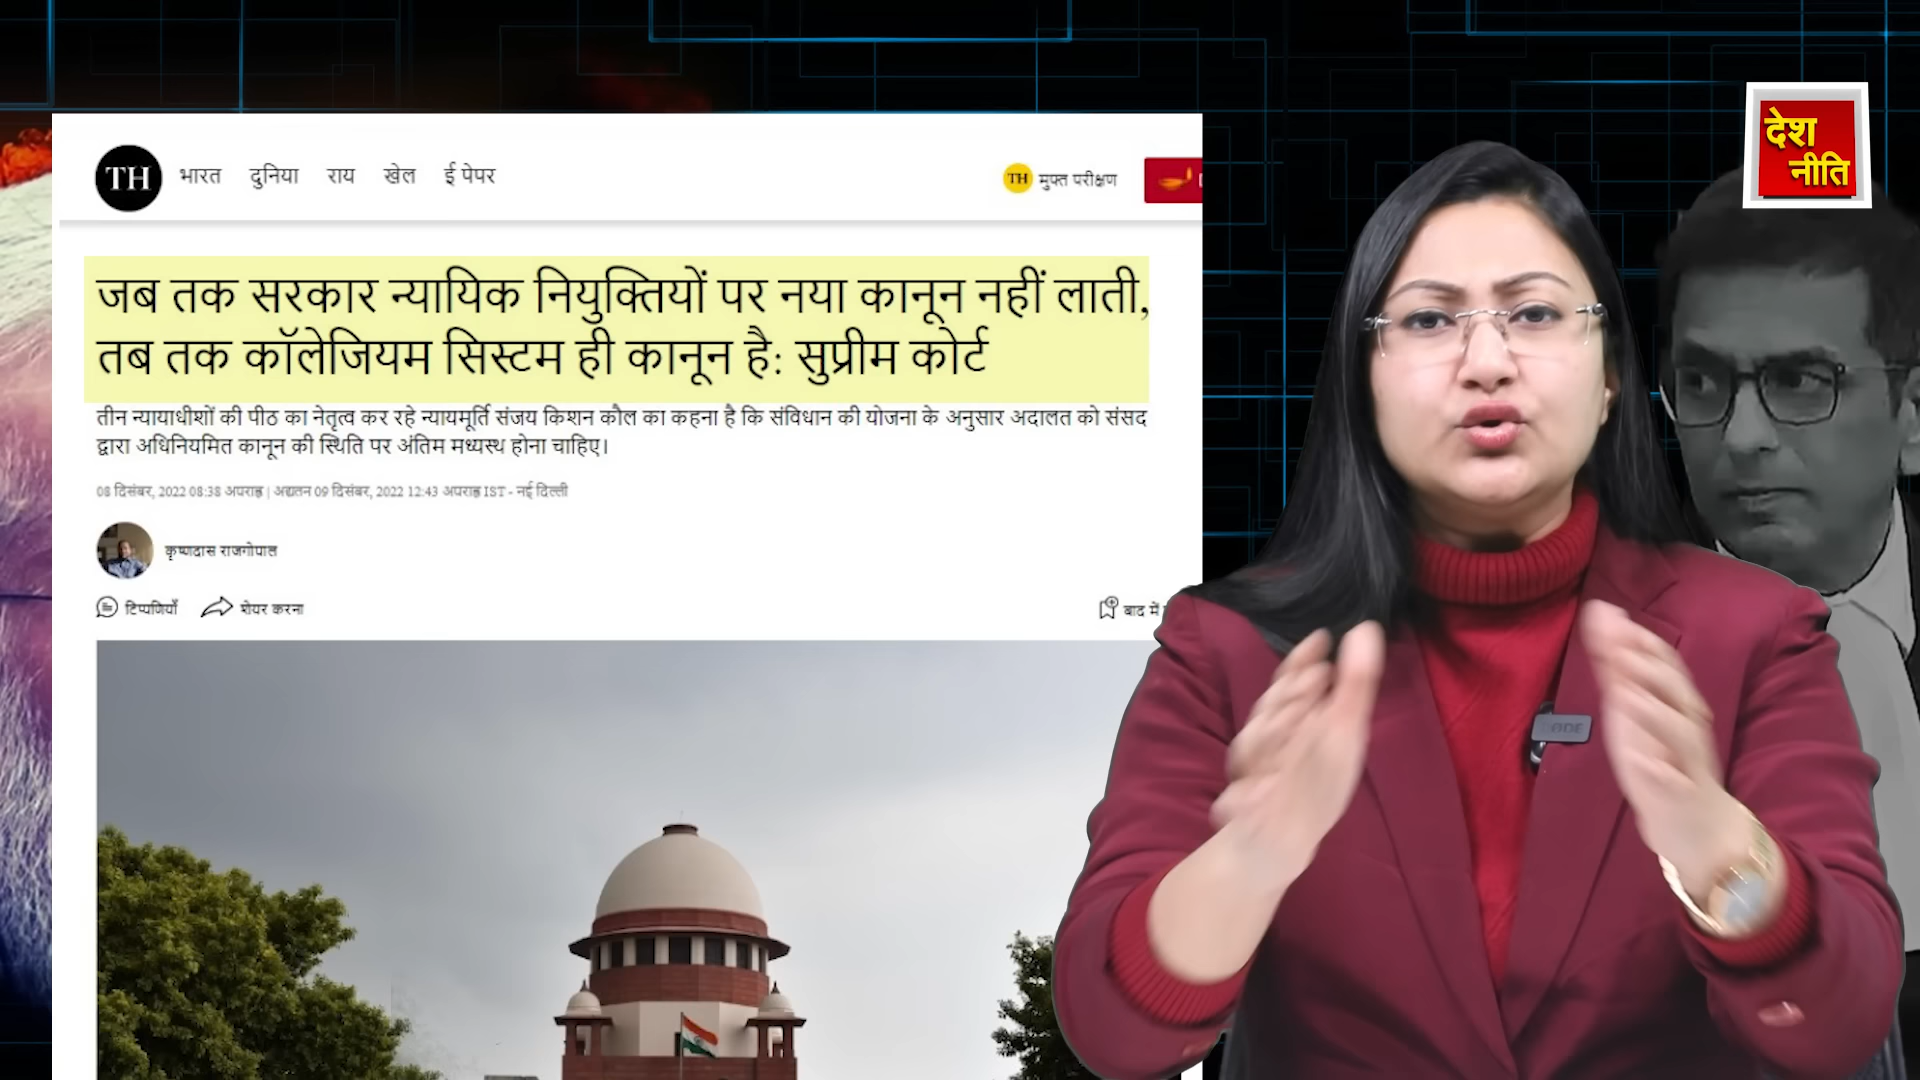 TH भारत दुनिया राय खेल ई पेपर
TH मुफ्त परीक्षण
देश
नीति
जब तक सरकार न्यायिक नियुक्तियों पर नया कानून नहीं लाती,
तब तक कॉलेजियम सिस्टम ही कानून है: सुप्रीम कोर्ट
तीन न्यायाधीशों की पीठ का नेतृत्व कर रहे न्यायमूर्ति संजय किशन कौल का कहना है कि संविधान की योजना के अनुसार अदालत को संसद
द्वारा अधिनियमित कानून की स्थिति पर अंतिम मध्यस्थ होना चाहिए।
08 दिसंबर, 2022 08:38 अपराह्न | अद्यतन 09 दिसंबर, 2022 12:43 अपराह्न IST - नई दिल्ली
कृष्णदास राजगोपाल
टिप्पणियाँ शेयर करना
बाद में